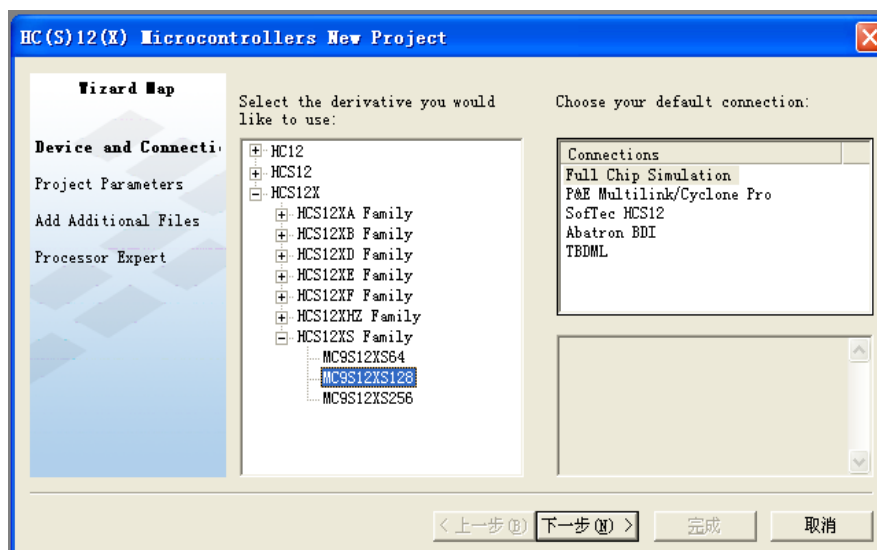 HC(S)12(X) Microcontrollers New Project
Wizard Map
Device and Connecti
Project Parameters
Add Additional Files
Processor Expert
Select the derivative you would
like to use:
HC12
HCS12
HCS12X
HCS12XA Family
HCS12XB Family
HCS12XD Family
HCS12XE Family
HCS12XF Family
HCS12XHZ Family
HCS12XS Family
MC9S12XS64
MC9S12XS128
MC9S12XS256
Choose your default connection:
Connections
Full Chip Simulation
P&E Multilink/Cyclone Pro
SofTec HCS12
Abatron BDI
TBDML
< 上一步(B)
下一步(N) >
完成
取消